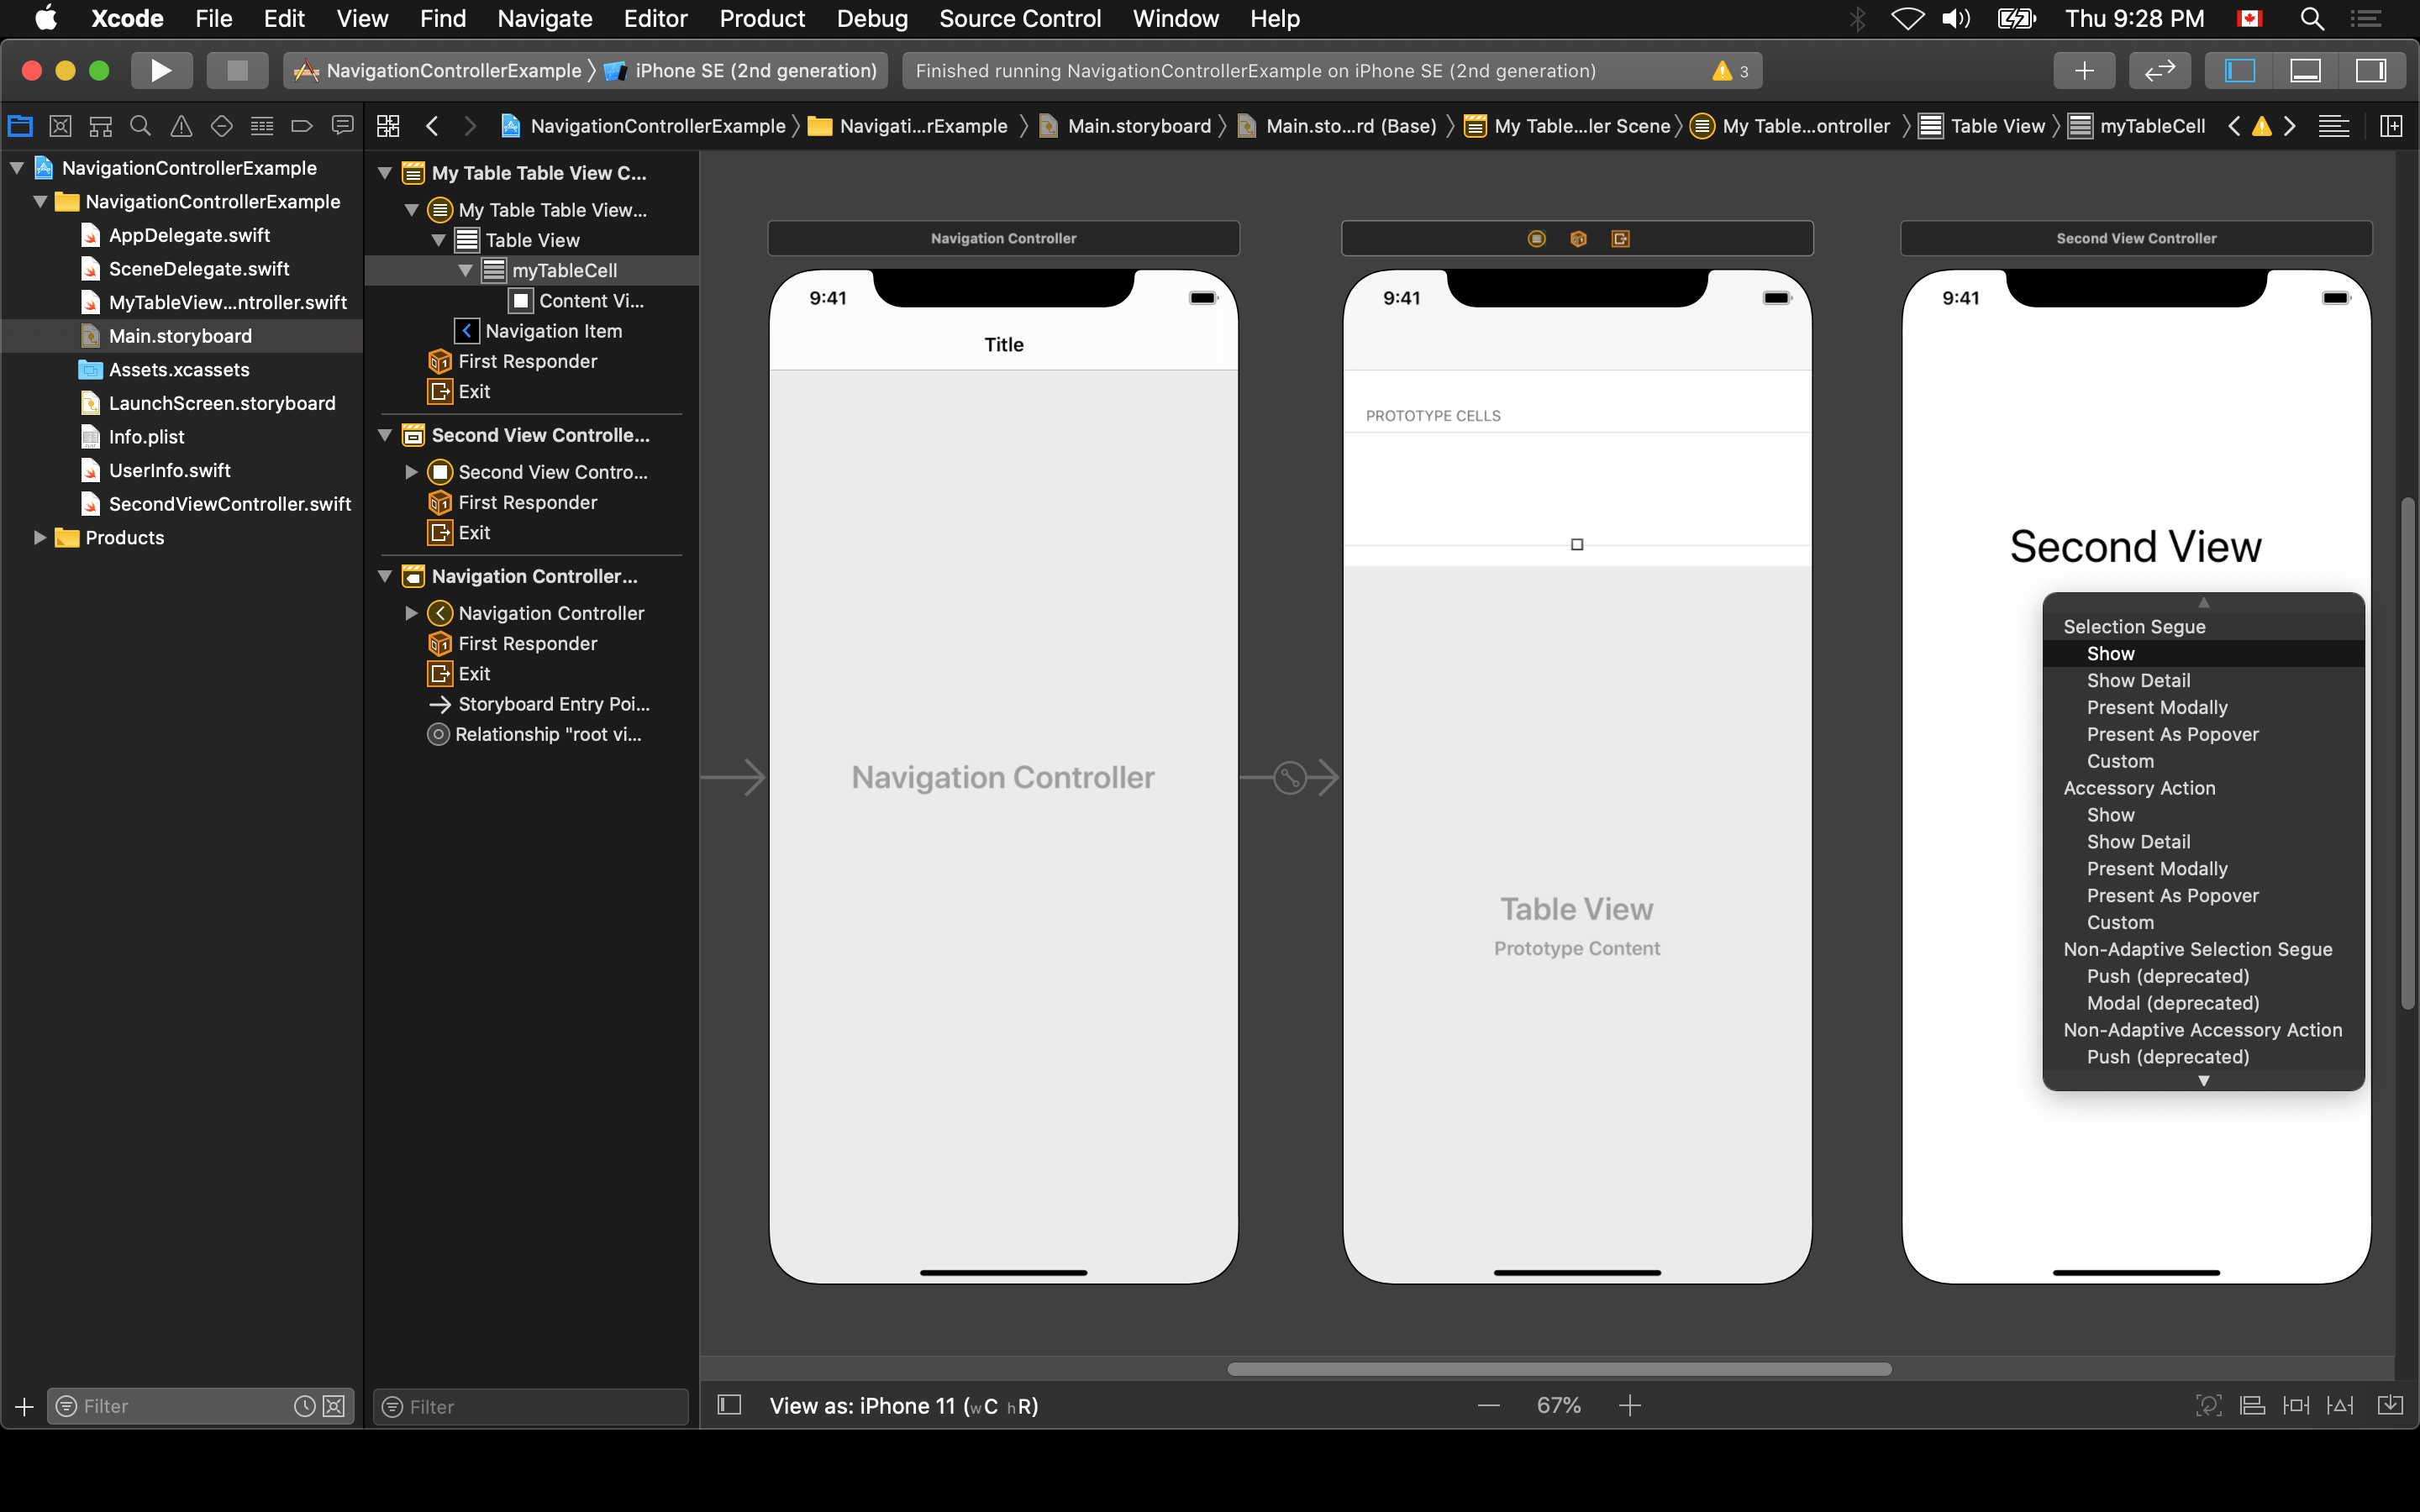 Xcode File Edit View Find Navigate Editor Product Debug Source Control Window Help Thu 9:28 PM
NavigationControllerExample iPhone SE (2nd generation) Finished running NavigationControllerExample on iPhone SE (2nd generation) 3
NavigationControllerExample Navigati...rExample Main.storyboard Main.sto...rd (Base) My Table...ler Scene My Table...ontroller Table View myTableCell
NavigationControllerExample
NavigationControllerExample
AppDelegate.swift
SceneDelegate.swift
MyTableView...ntroller.swift
Main.storyboard
Assets.xcassets
LaunchScreen.storyboard
Info.plist
UserInfo.swift
SecondViewController.swift
Products
My Table Table View C...
My Table Table View...
Table View
myTableCell
Content Vi...
Navigation Item
First Responder
Exit
Second View Controlle...
Second View Contro...
First Responder
Exit
Navigation Controller...
Navigation Controller
First Responder
Exit
Storyboard Entry Poi...
Relationship "root vi...
Navigation Controller
9:41
Title
Navigation Controller
9:41
PROTOTYPE CELLS
Table View
Prototype Content
Second View Controller
9:41
Second View
Selection Segue
Show
Show Detail
Present Modally
Present As Popover
Custom
Accessory Action
Show
Show Detail
Present Modally
Present As Popover
Custom
Non-Adaptive Selection Segue
Push (deprecated)
Modal (deprecated)
Non-Adaptive Accessory Action
Push (deprecated)
Filter
Filter
View as: iPhone 11 (wC hR)
67%